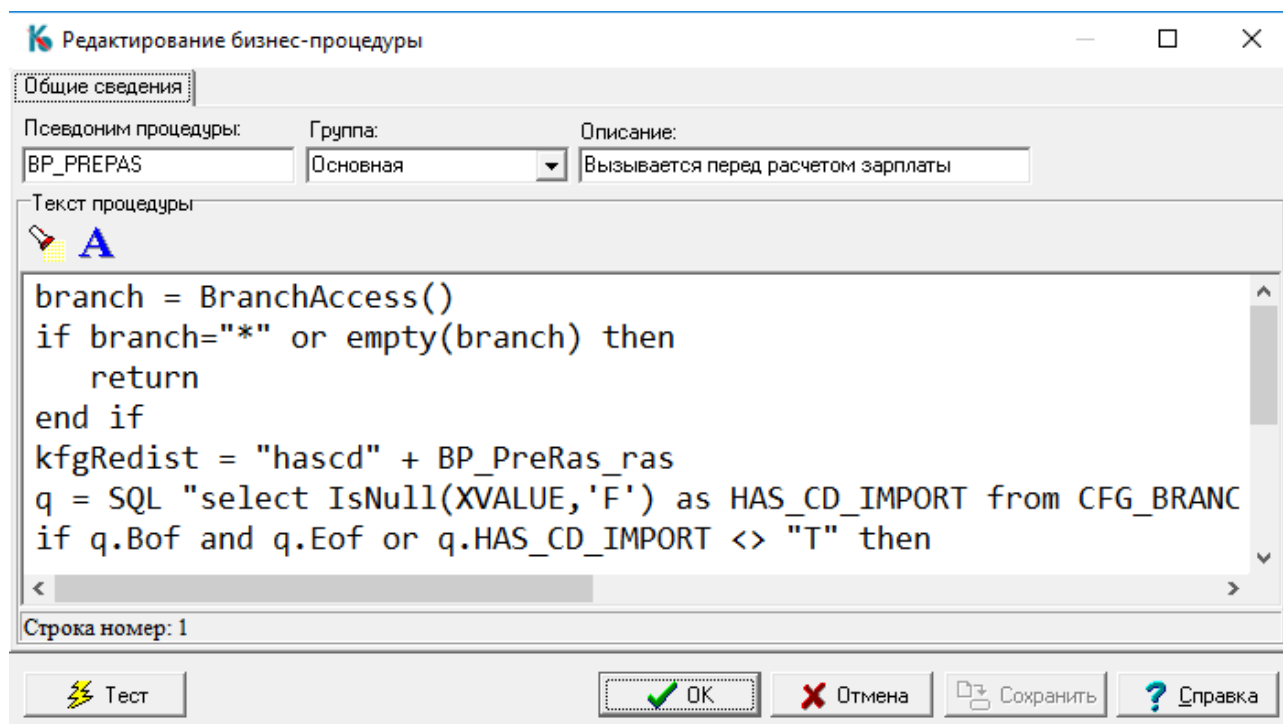 Редактирование бизнес-процедуры
Общие сведения
Псевдоним процедуры: Группа: Описание:
BP_PREPAS Основная Вызывается перед расчетом зарплаты
Текст процедуры
A
branch = BranchAccess()
if branch="*" or empty(branch) then
return
end if
kfgRedist = "hascd" + BP_PreRas_ras
q = SQL "select IsNull(XVALUE,'F') as HAS_CD_IMPORT from CFG_BRANC
if q.Bof and q.Eof or q.HAS_CD_IMPORT <> "T" then
Строка номер: 1
Тест OK Отмена Сохранить Справка